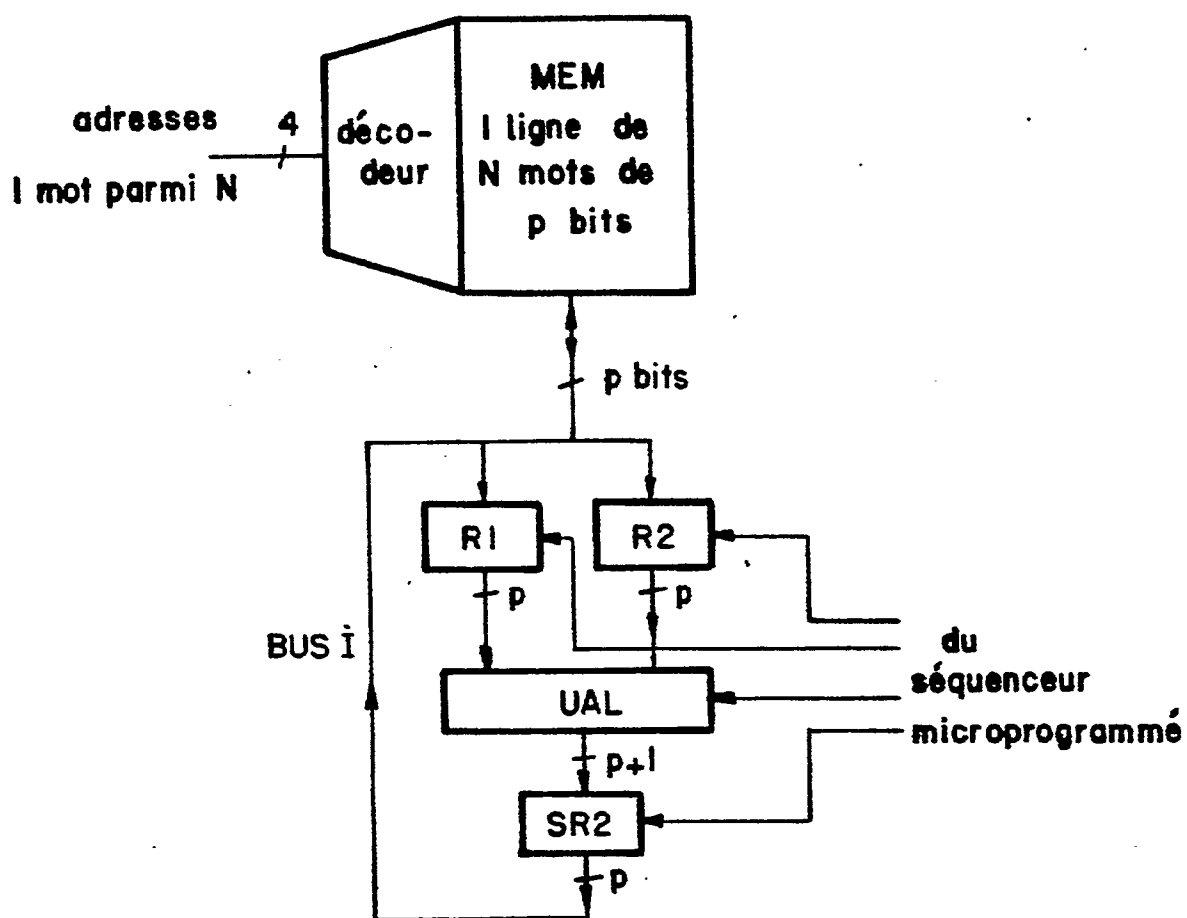 MEM
adresses
4
déco-
deur
1 ligne de
N mots de
p bits
1 mot parmi N
p bits
R1
R2
p
p
BUS i
du
séquenceur
microprogrammé
UAL
p+1
SR2
p